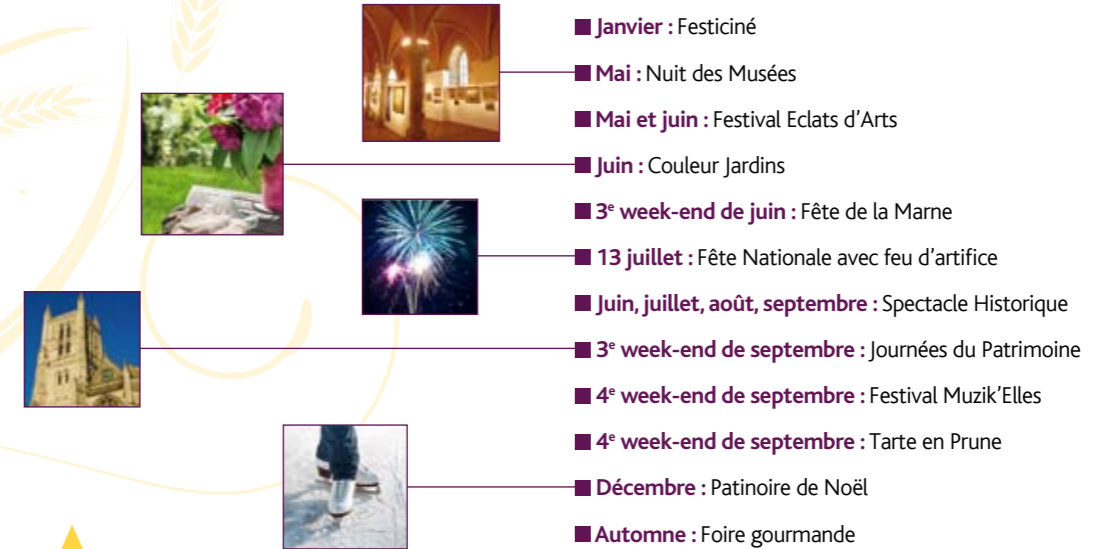 ■ Janvier : Festiciné
■ Mai : Nuit des Musées
■ Mai et juin : Festival Eclats d'Arts
■ Juin : Couleur Jardins
■ 3e week-end de juin : Fête de la Marne
■ 13 juillet : Fête Nationale avec feu d'artifice
■ Juin, juillet, août, septembre : Spectacle Historique
■ 3e week-end de septembre : Journées du Patrimoine
■ 4e week-end de septembre : Festival Muzik'Elles
■ 4e week-end de septembre : Tarte en Prune
■ Décembre : Patinoire de Noël
■ Automne : Foire gourmande